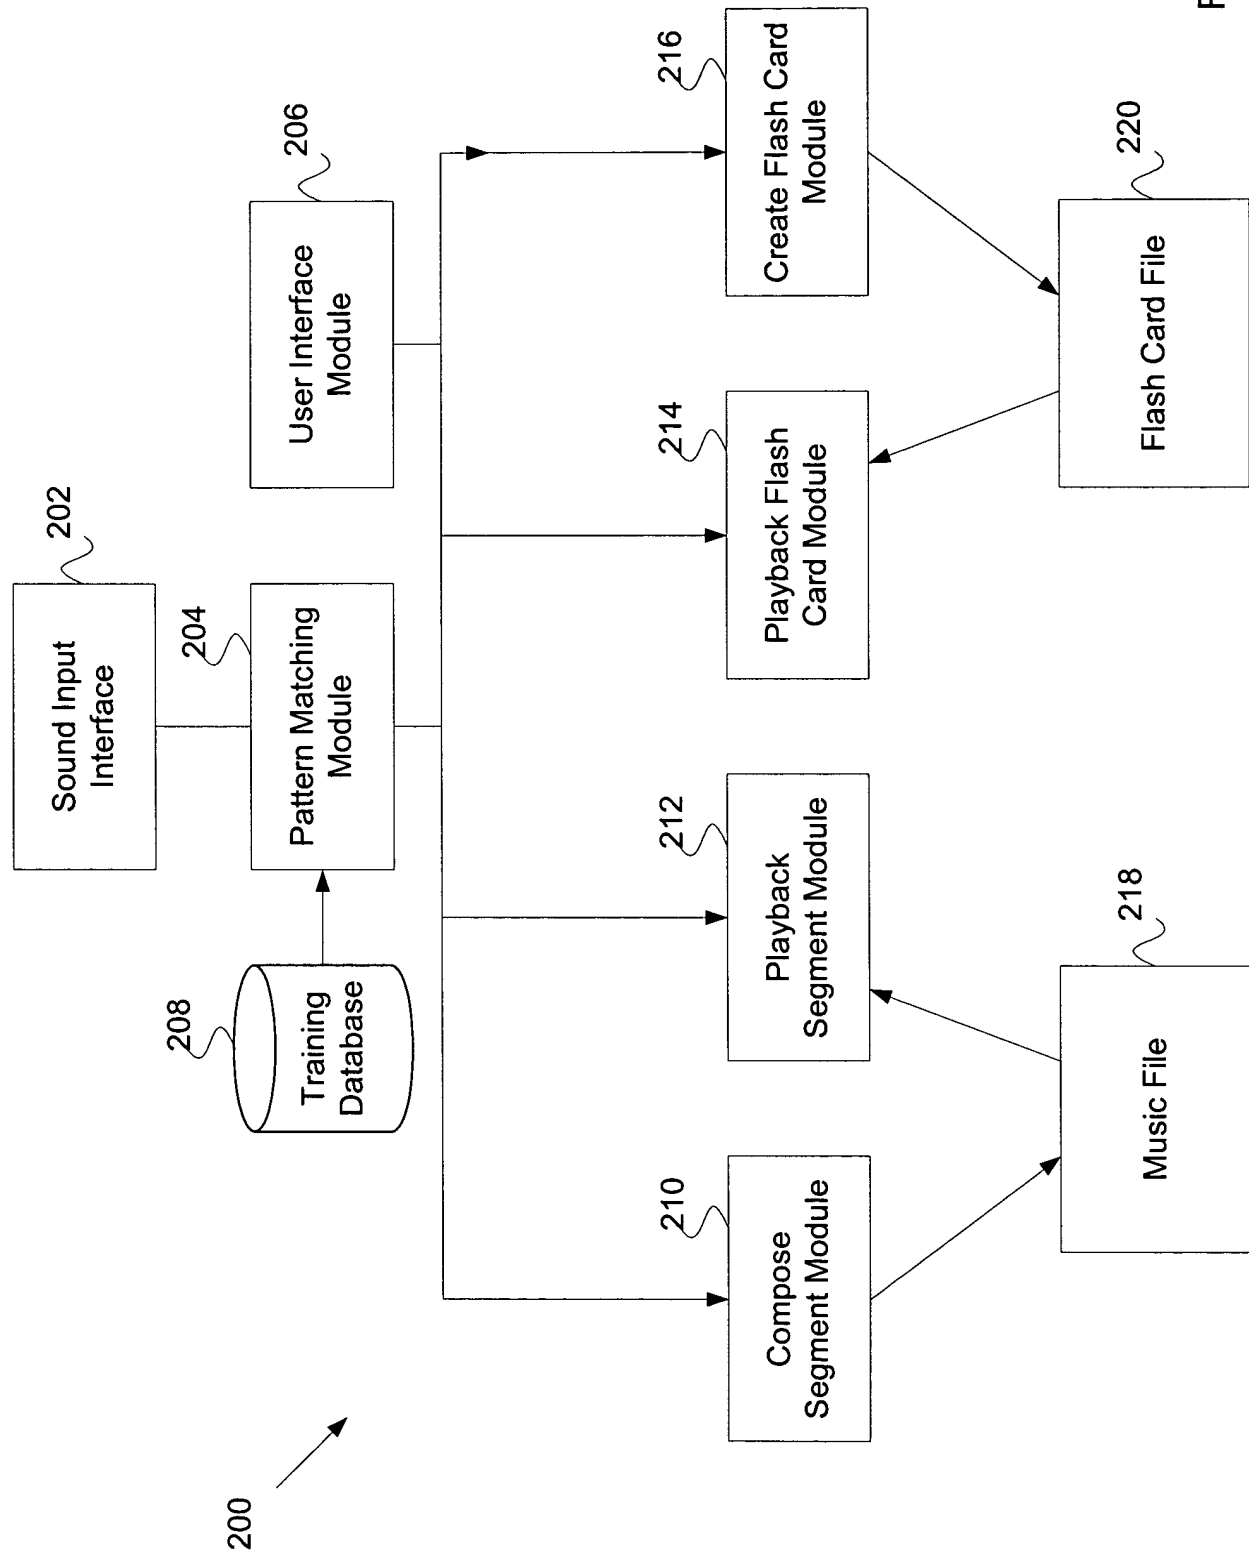 200
Sound Input
Interface
202
204
Pattern Matching
Module
User Interface
Module
206
208
Training
Database
210
Compose
Segment Module
212
Playback
Segment Module
214
Playback Flash
Card Module
216
Create Flash Card
Module
Music File
218
Flash Card File
220